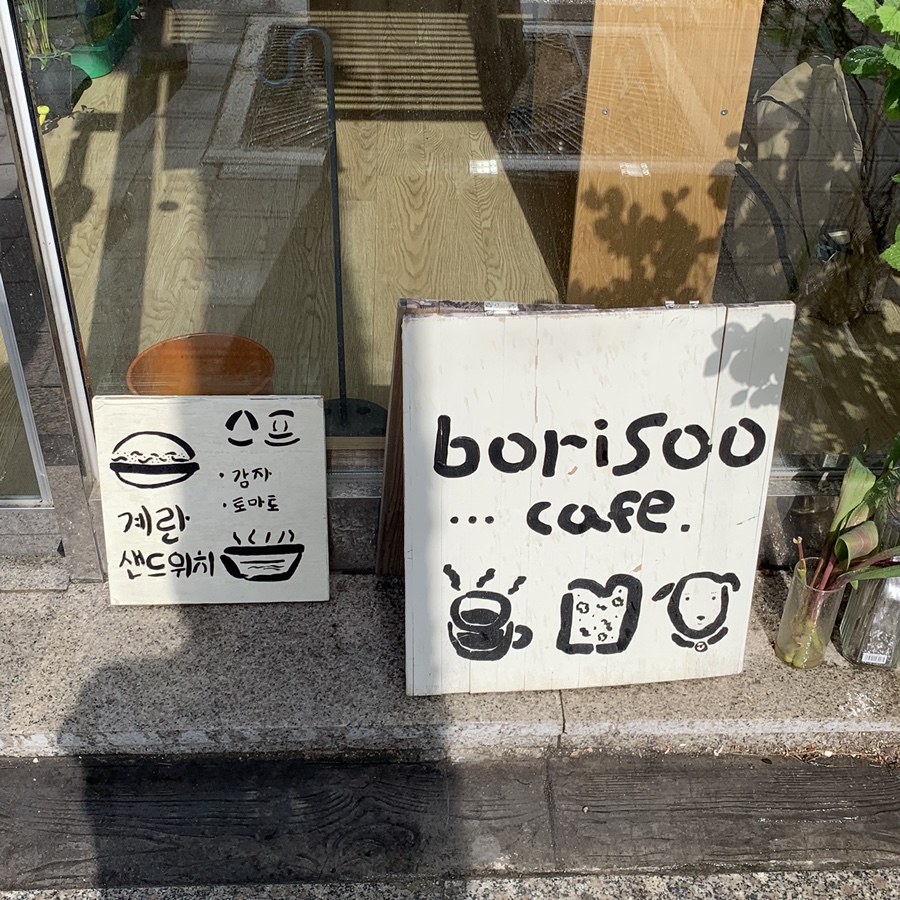 스프
· 감자
· 토마토
계란
샌드위치
borisoo
... cafe.